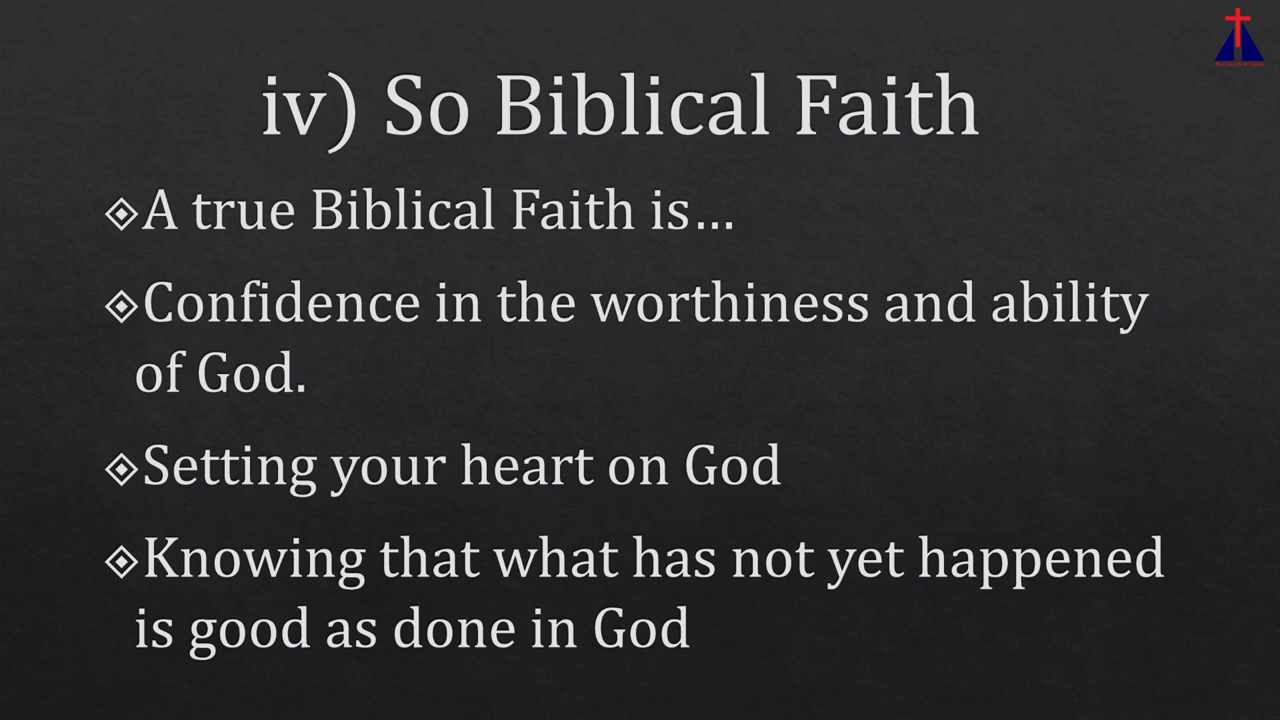 iv) So Biblical Faith
A true Biblical Faith is…
Confidence in the worthiness and ability
of God.
Setting your heart on God
Knowing that what has not yet happened
is good as done in God